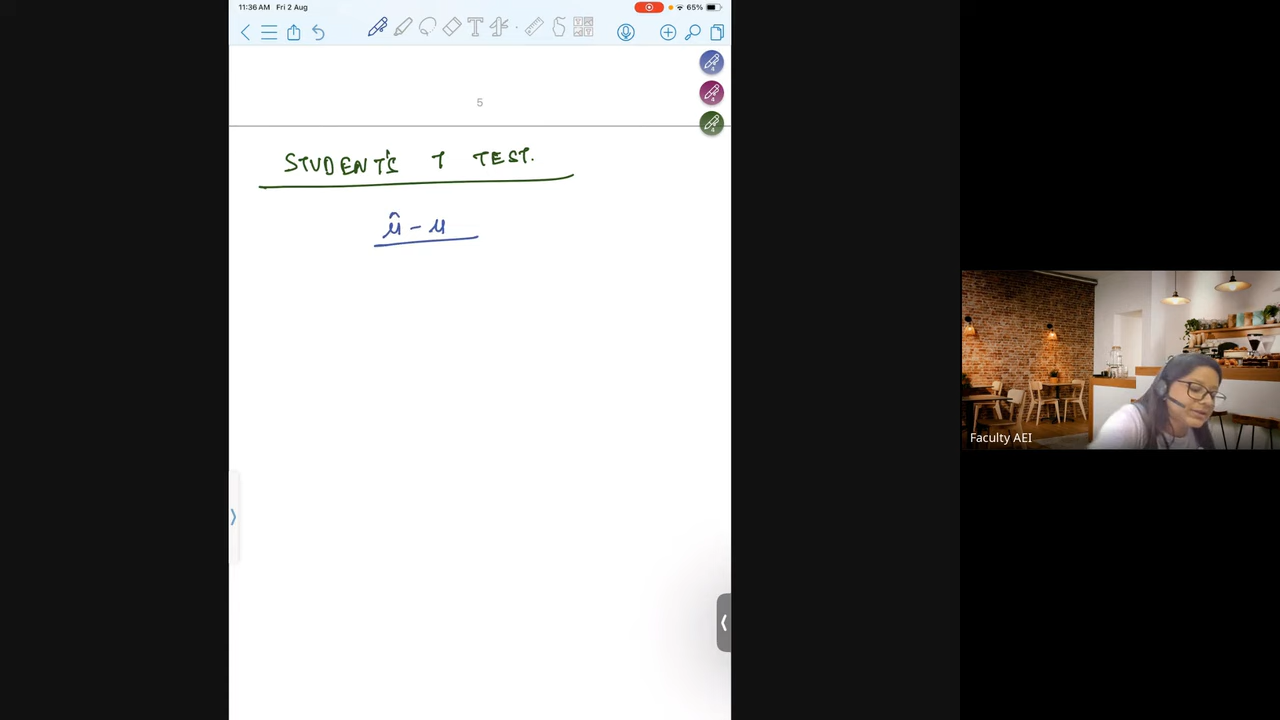 11:36 AM Fri 2 Aug
65%
5
STUDENT'S T TEST.
μ̂ - μ
Faculty AEI